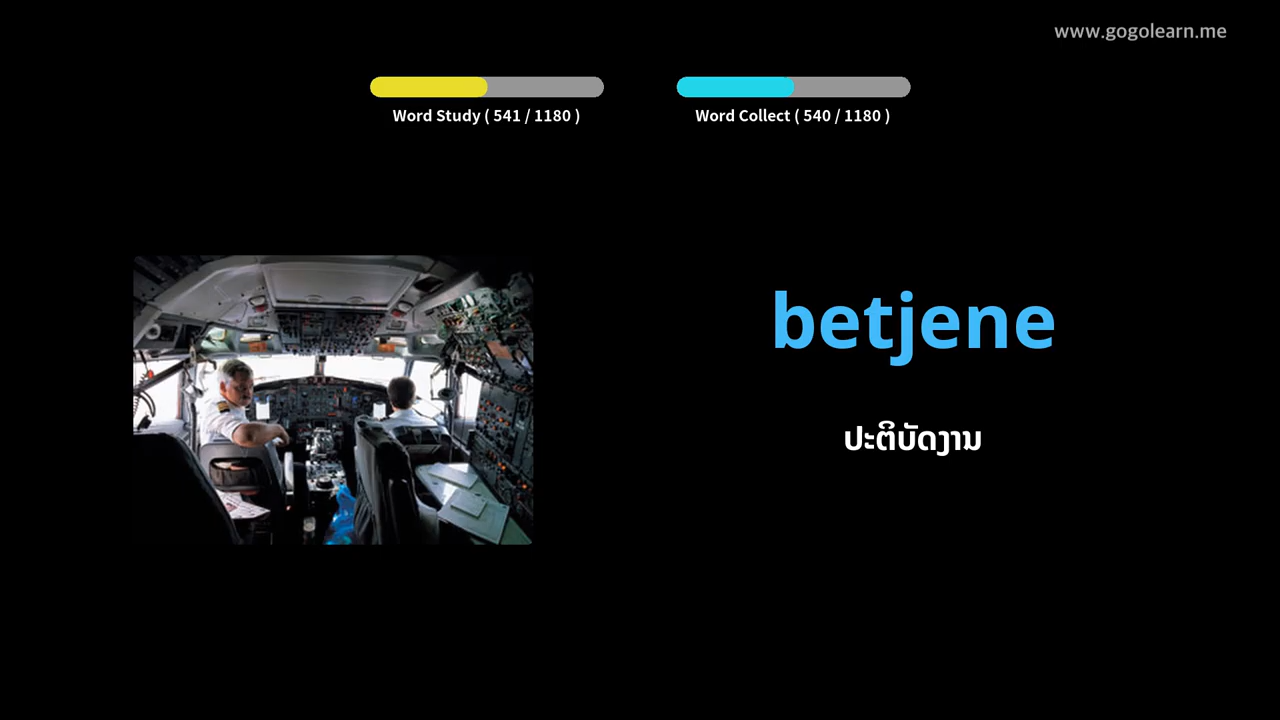 www.gogolearn.me
Word Study ( 541 / 1180 )
Word Collect ( 540 / 1180 )
betjene
ປະຕິບັດງານ